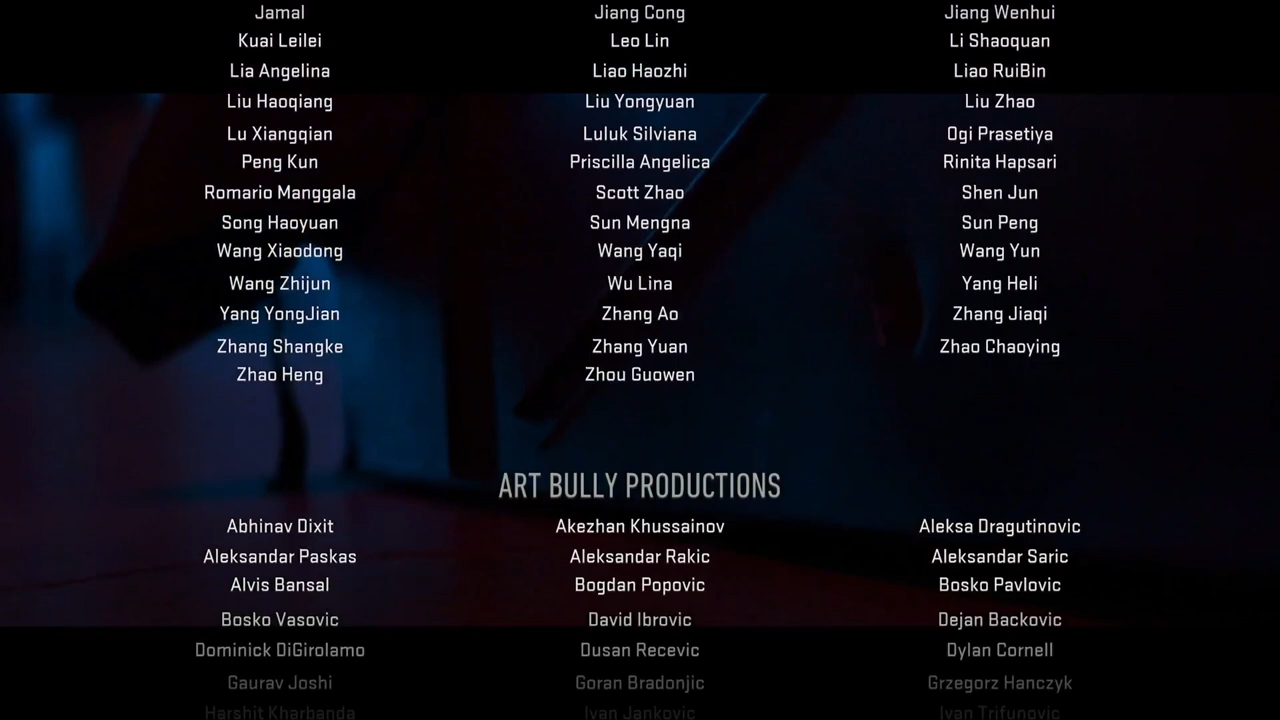 Jamal Jiang Cong Jiang Wenhui
Kuai Leilei Leo Lin Li Shaoquan
Lia Angelina Liao Haozhi Liao RuiBin
Liu Haoqiang Liu Yongyuan Liu Zhao
Lu Xiangqian Luluk Silviana Ogi Prasetiya
Peng Kun Priscilla Angelica Rinita Hapsari
Romario Manggala Scott Zhao Shen Jun
Song Haoyuan Sun Mengna Sun Peng
Wang Xiaodong Wang Yaqi Wang Yun
Wang Zhijun Wu Lina Yang Heli
Yang YongJian Zhang Ao Zhang Jiaqi
Zhang Shangke Zhang Yuan Zhao Chaoying
Zhao Heng Zhou Guowen
ART BULLY PRODUCTIONS
Abhinav Dixit Akezhan Khussainov Aleksa Dragutinovic
Aleksandar Paskas Aleksandar Rakic Aleksandar Saric
Alvis Bansal Bogdan Popovic Bosko Pavlovic
Bosko Vasovic David Ibrovic Dejan Backovic
Dominick DiGirolamo Dusan Recevic Dylan Cornell
Gaurav Joshi Goran Bradonjic Grzegorz Hanczyk
Harshit Kharbanda Ivan Jankovic Ivan Trifunovic